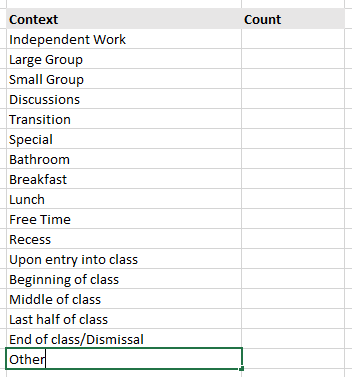 Context Count
Independent Work
Large Group
Small Group
Discussions
Transition
Special
Bathroom
Breakfast
Lunch
Free Time
Recess
Upon entry into class
Beginning of class
Middle of class
Last half of class
End of class/Dismissal
Other